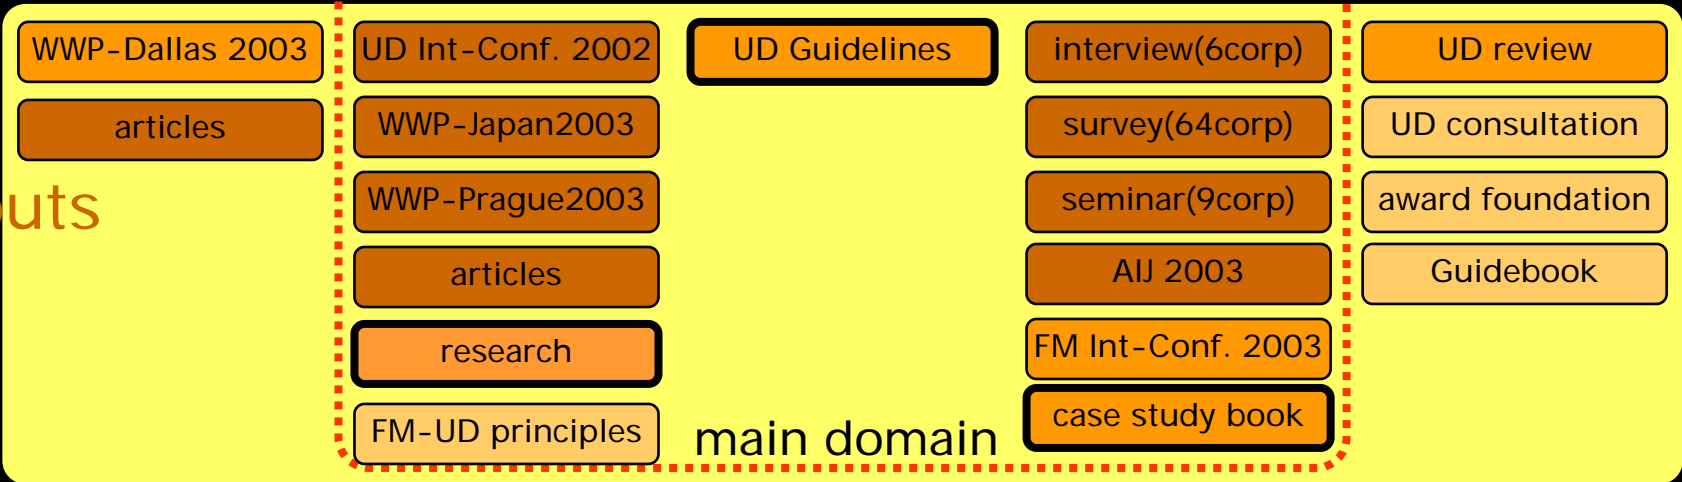 WWP-Dallas 2003
articles
UD Int-Conf. 2002
WWP-Japan2003
WWP-Prague2003
articles
research
FM-UD principles
UD Guidelines
main domain
interview(6corp)
survey(64corp)
seminar(9corp)
AIJ 2003
FM Int-Conf. 2003
case study book
UD review
UD consultation
award foundation
Guidebook